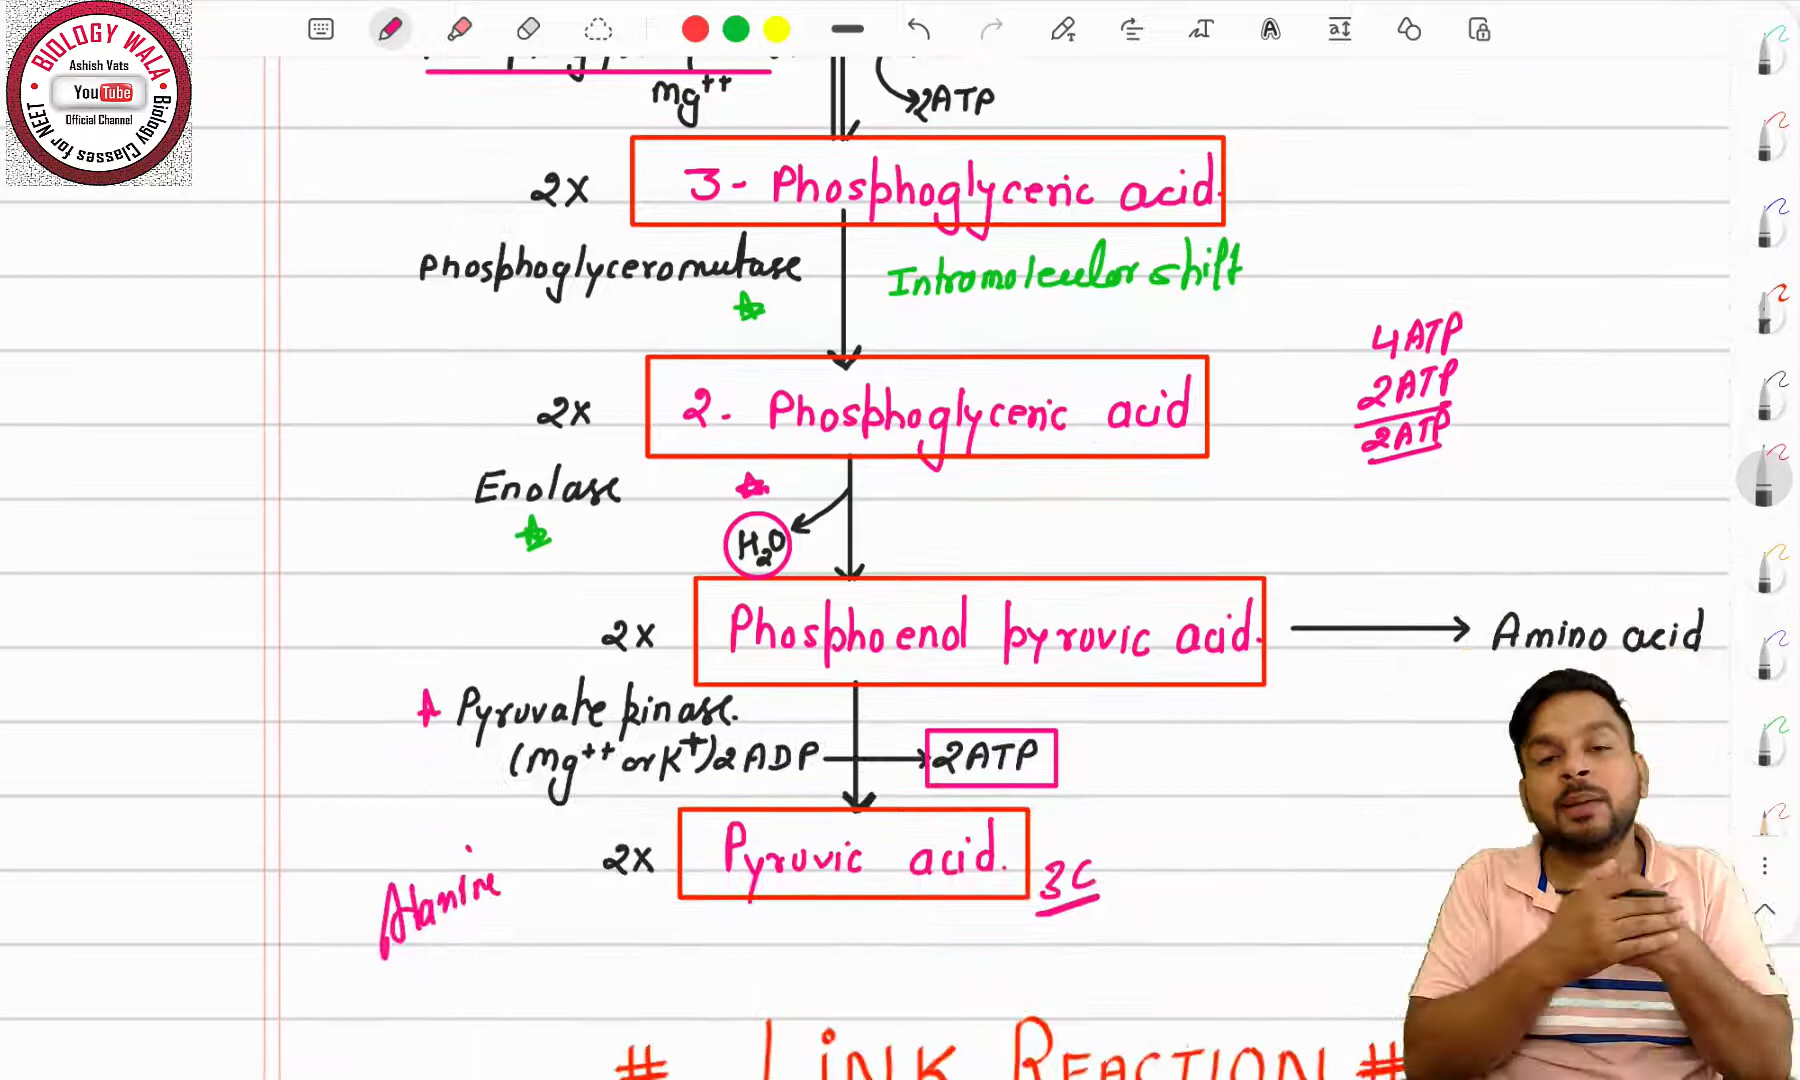 BIOLOGY WALA
Ashish Vats
YouTube
Official Channel
Biology Classes for NEET
Mg++
2ATP
2X 3- Phosphoglyceric acid.
Phosphoglyceromutase Intromoleculor shift
4ATP
2ATP
2ATP
2X 2- Phosphoglyceric acid
Enolase
H2O
2X Phosphoenol pyruvic acid. Amino acid
Pyruvate kinase.
(Mg++ or K+) 2ADP 2ATP
2X Pyruvic acid. 3C
Alanine
# LINK REACTION #